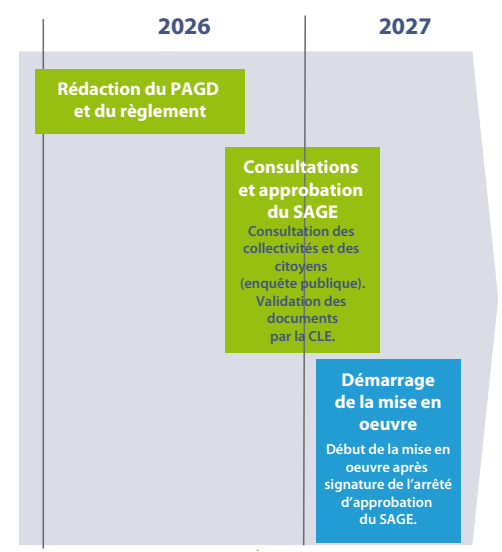 2026
2027
Rédaction du PAGD
et du règlement
Consultations
et approbation
du SAGE
Consultation des
collectivités et des
citoyens
(enquête publique).
Validation des
documents
par la CLE.
Démarrage
de la mise en
oeuvre
Début de la mise en
oeuvre après
signature de l'arrêté
d'approbation
du SAGE.